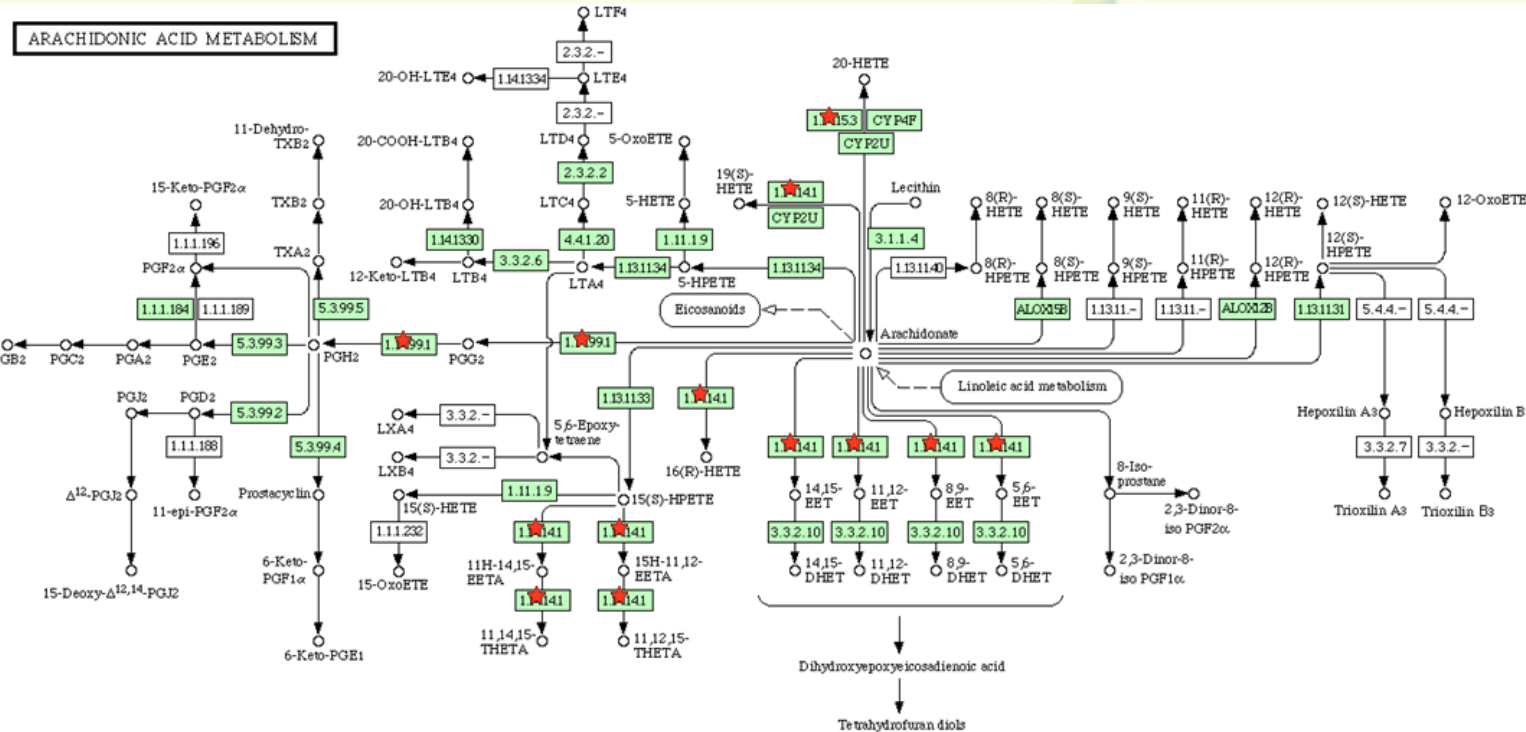 ARACHIDONIC ACID METABOLISM
LTF4
2.3.2.-
20-OH-LTE4
1.14.1334
LTE4
20-HETE
2.3.2.-
CYP4F
11-Dehydro-
TXB2
20-COOH-LTB4
LTD4
5-OxoETE
CYP2U
2.3.2.2
15-Keto-PGF2α
19(S)-
HETE
Lecithin
8(R)-
HETE
8(S)-
HETE
9(S)-
HETE
11(R)-
HETE
12(R)-
HETE
12(S)-HETE
12-OxoETE
TXB2
20-OH-LTB4
LTC4
5-HETE
CYP2U
1.1.1.196
1.14.1330
4.4.1.20
1.11.1.9
3.1.1.4
TXA2
3.3.2.6
12(S)-
HPETE
PGF2α
12-Keto-LTB4
LTB4
LTA4
1.13.1134
5-HPETE
1.13.1134
1.13.11.40
8(R)-
HPETE
8(S)-
HPETE
9(S)-
HPETE
11(R)-
HPETE
12(R)-
HPETE
1.1.1.184
1.1.1.189
5.3.99.5
Eicosanoids
ALOX15B
1.13.11.-
1.13.11.-
ALOX12B
1.13.11.31
5.4.4.-
5.4.4.-
Arachidonate
GB2
PGC2
PGA2
PGE2
5.3.99.3
PGH2
PGG2
Linoleic acid metabolism
PGJ2
PGD2
5.3.99.2
1.13.11.33
LXA4
3.3.2.-
5,6-Epoxy-
tetraene
Hepoxilin A3
Hepoxilin B
1.1.1.188
5.3.99.4
3.3.2.7
3.3.2.-
LXB4
3.3.2.-
16(R)-HETE
8-Iso-
prostane
Δ12-PGJ2
11-epi-PGF2α
Prostacyclin
1.11.1.9
15(S)-HETE
15(S)-HPETE
14,15-
EET
11,12-
EET
8,9-
EET
5,6-
EET
2,3-Dinor-8-
iso PGF2α
Trioxilin A3
Trioxilin B3
1.1.1.232
3.3.2.10
3.3.2.10
3.3.2.10
3.3.2.10
6-Keto-
PGF1α
15-OxoETE
11H-14,15-
EETA
15H-11,12-
EETA
14,15-
DHET
11,12-
DHET
8,9-
DHET
5,6-
DHET
2,3-Dinor-8-
iso PGF1α
15-Deoxy-Δ12,14-PGJ2
11,14,15-
THETA
11,12,15-
THETA
6-Keto-PGE1
Dihydroxyepoxyeicosadienoic acid
Tetrahydrofuran diols